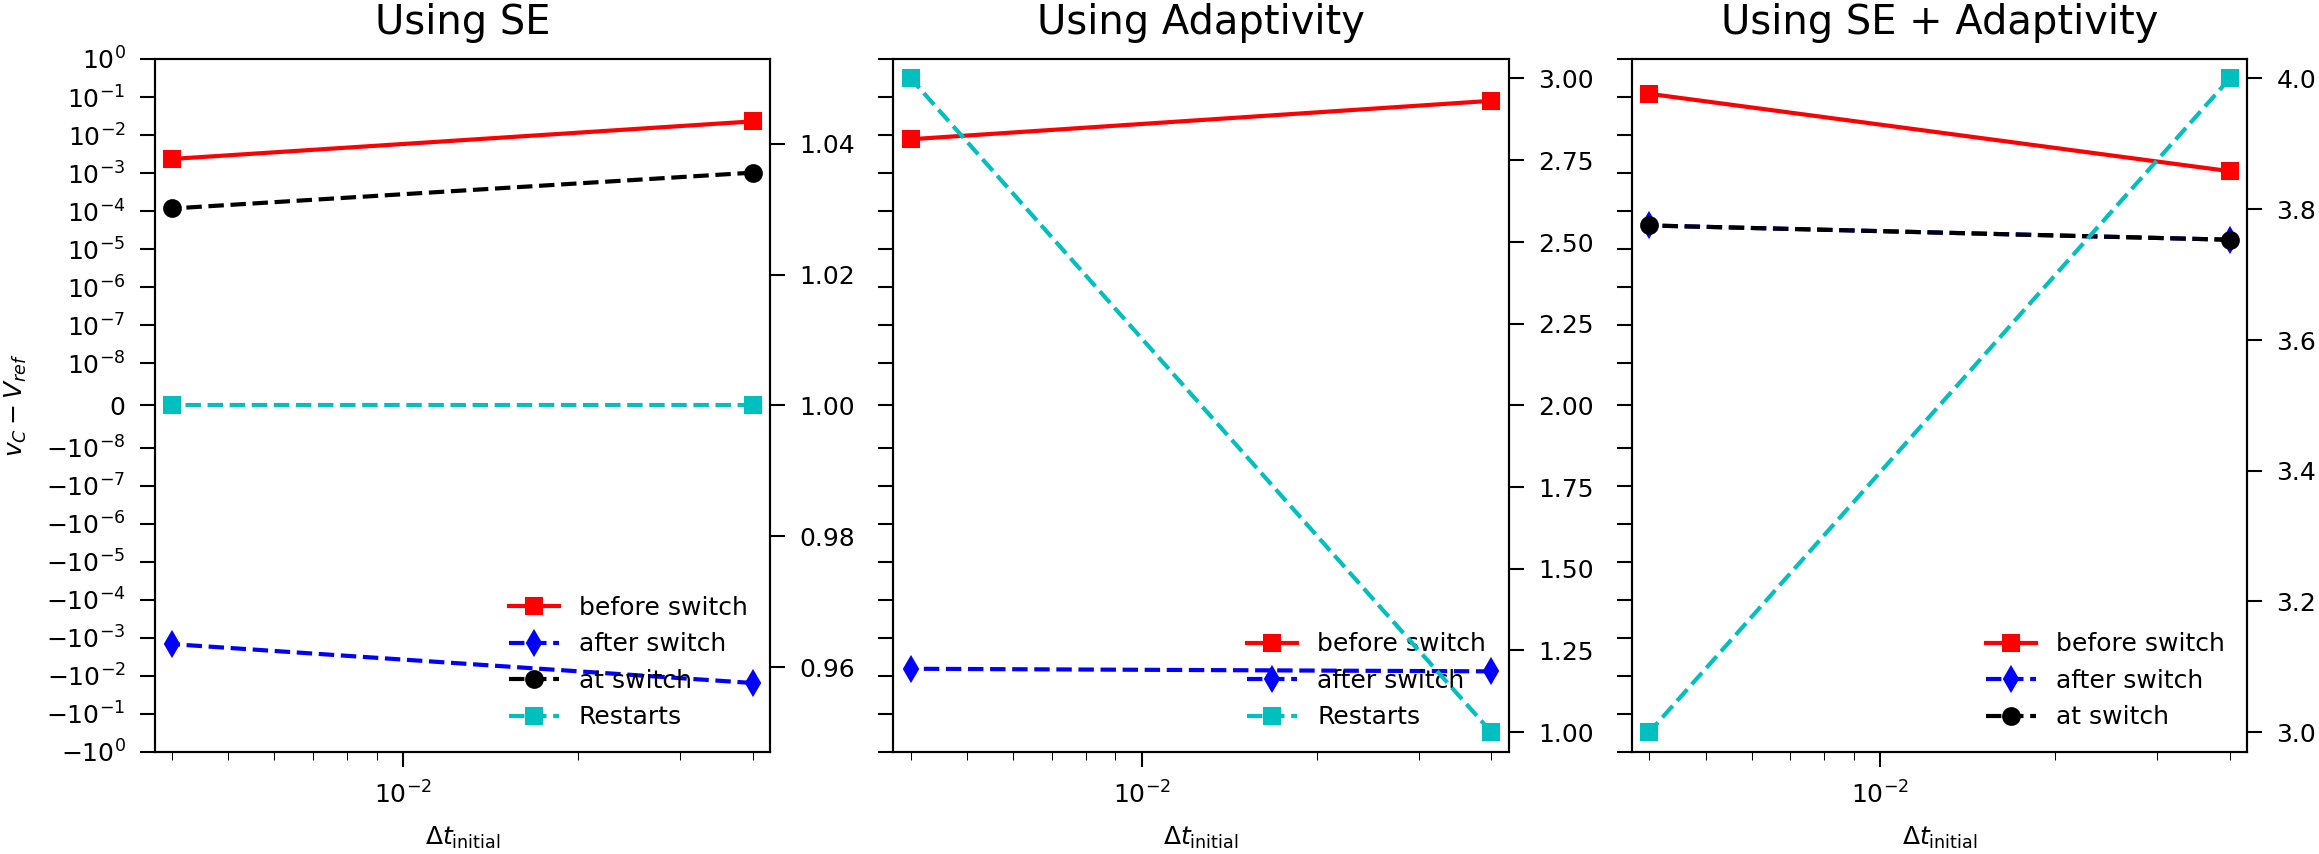 Using SE
Using Adaptivity
Using SE + Adaptivity
v_C − V_ref
10^0
10^−1
10^−2
10^−3
10^−4
10^−5
10^−6
10^−7
10^−8
0
−10^−8
−10^−7
−10^−6
−10^−5
−10^−4
−10^−3
−10^−2
−10^−1
−10^0
1.04
1.02
1.00
0.98
0.96
before switch
after switch
at switch
Restarts
10^−2
Δt_initial
3.00
2.75
2.50
2.25
2.00
1.75
1.50
1.25
1.00
before switch
after switch
Restarts
10^−2
Δt_initial
4.0
3.8
3.6
3.4
3.2
3.0
before switch
after switch
at switch
10^−2
Δt_initial